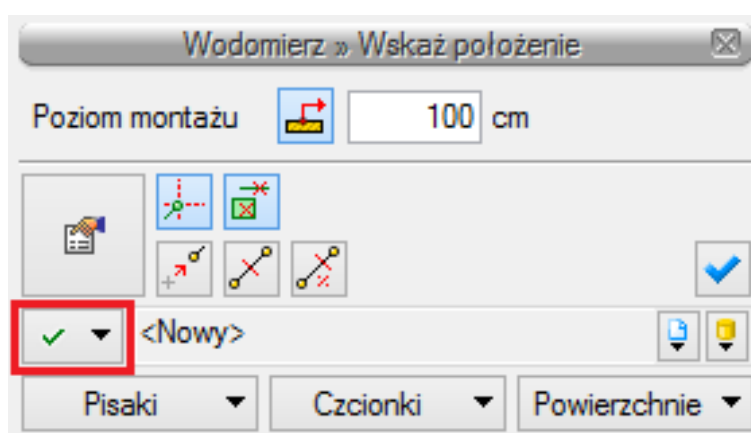 Wodomierz » Wskaż położenie
Poziom montażu 100 cm
<Nowy>
Pisaki Czcionki Powierzchnie